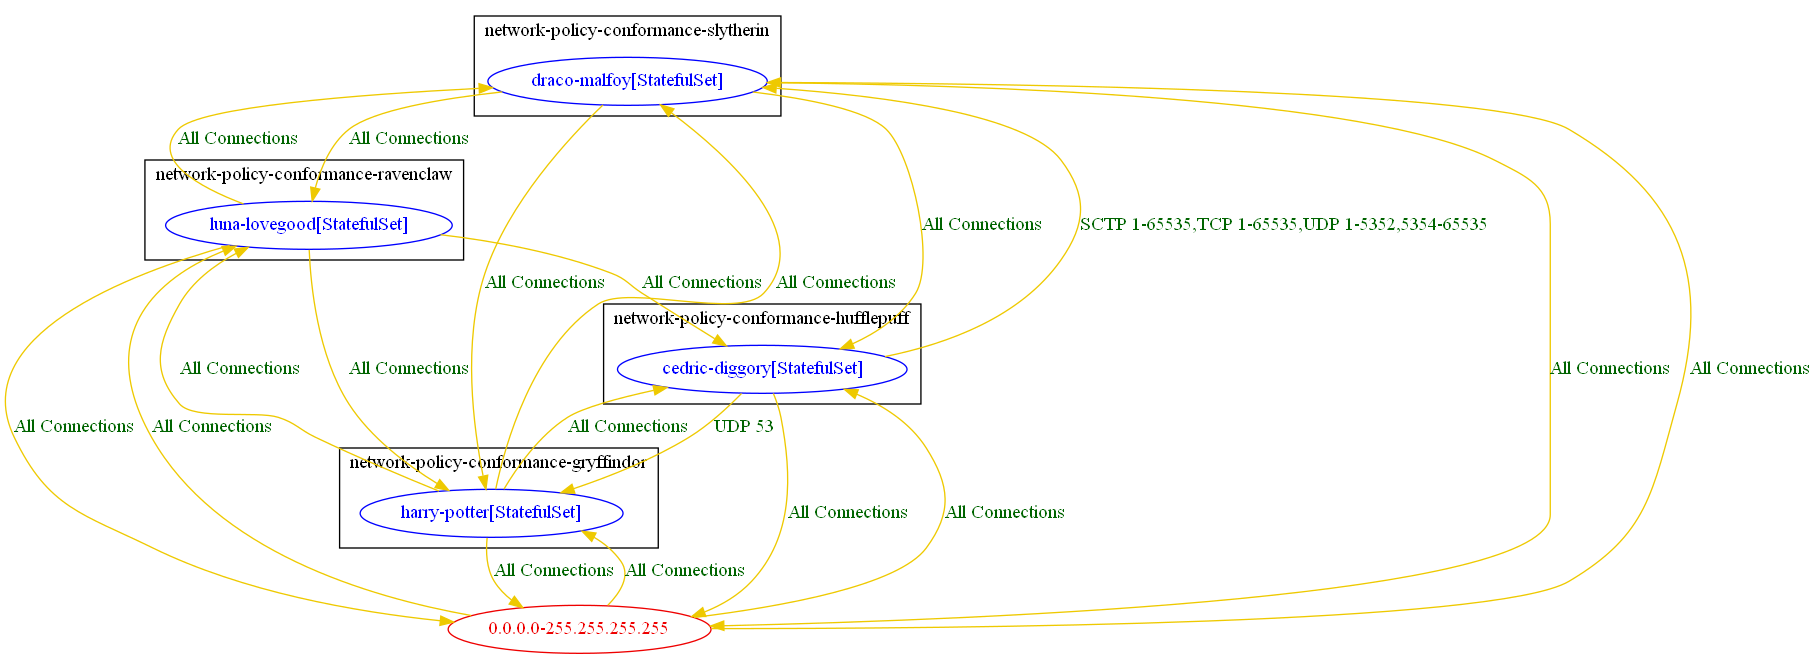 network-policy-conformance-slytherin
draco-malfoy[StatefulSet]
All Connections
All Connections
network-policy-conformance-ravenclaw
luna-lovegood[StatefulSet]
All Connections
SCTP 1-65535,TCP 1-65535,UDP 1-5352,5354-65535
All Connections
All Connections
All Connections
network-policy-conformance-hufflepuff
cedric-diggory[StatefulSet]
All Connections
All Connections
All Connections
All Connections
All Connections
All Connections
All Connections
UDP 53
network-policy-conformance-gryffindor
harry-potter[StatefulSet]
All Connections
All Connections
All Connections
All Connections
0.0.0.0-255.255.255.255